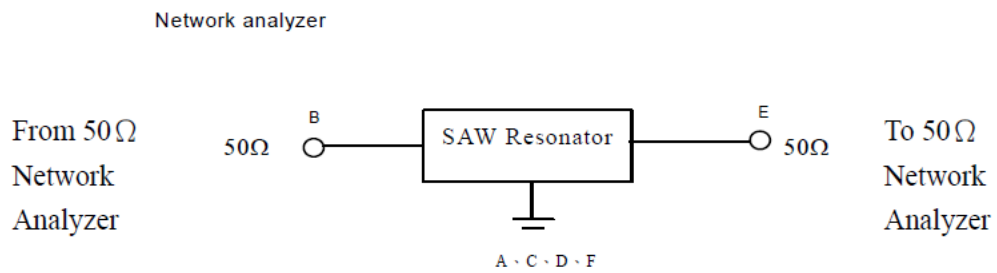 Network analyzer
From 50Ω
Network
Analyzer
50Ω
B
SAW Resonator
E
50Ω
To 50Ω
Network
Analyzer
A、C、D、F